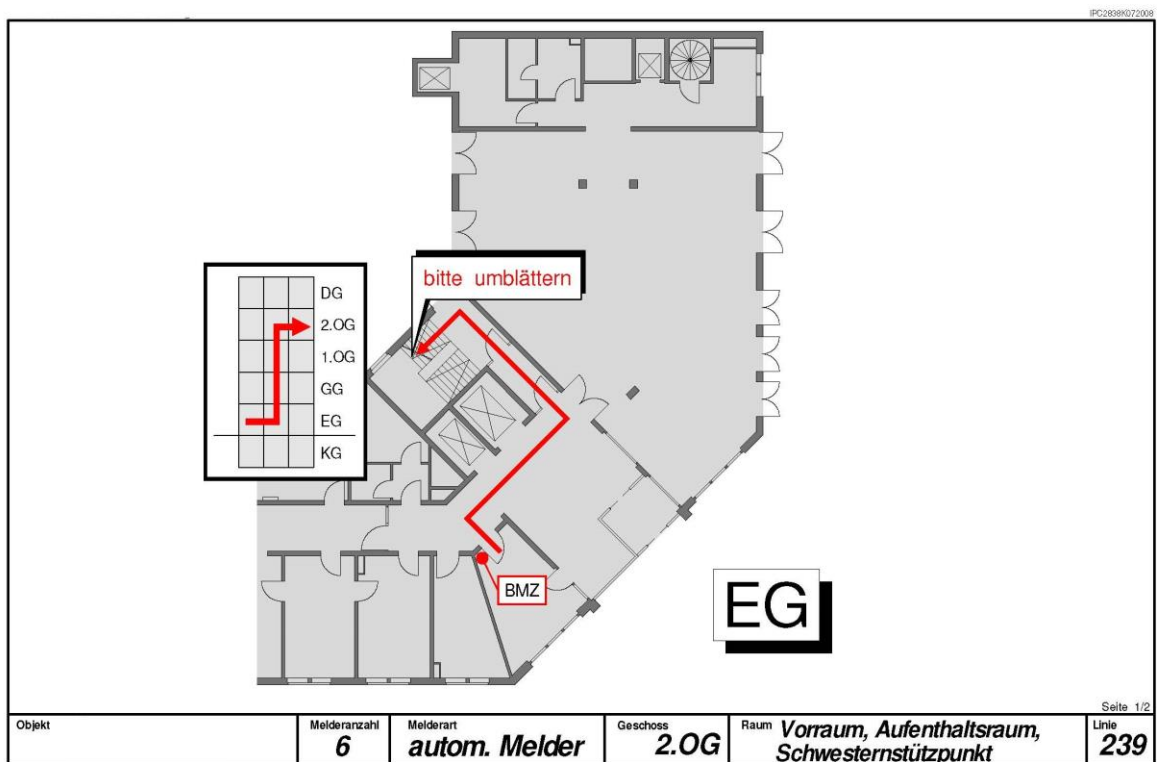 IPC2838K072008
bitte umblättern
DG
2.OG
1.OG
GG
EG
KG
BMZ
EG
Seite 1/2
Objekt
Melderanzahl
6
Melderart
autom. Melder
Geschoss
2.OG
Raum Vorraum, Aufenthaltsraum,
Schwesternstützpunkt
Linie
239